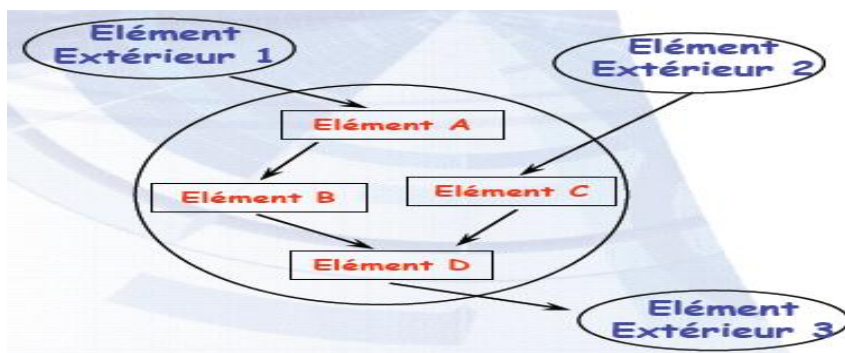 Elément
Extérieur 1
Elément
Extérieur 2
Elément A
Elément B
Elément C
Elément D
Elément
Extérieur 3